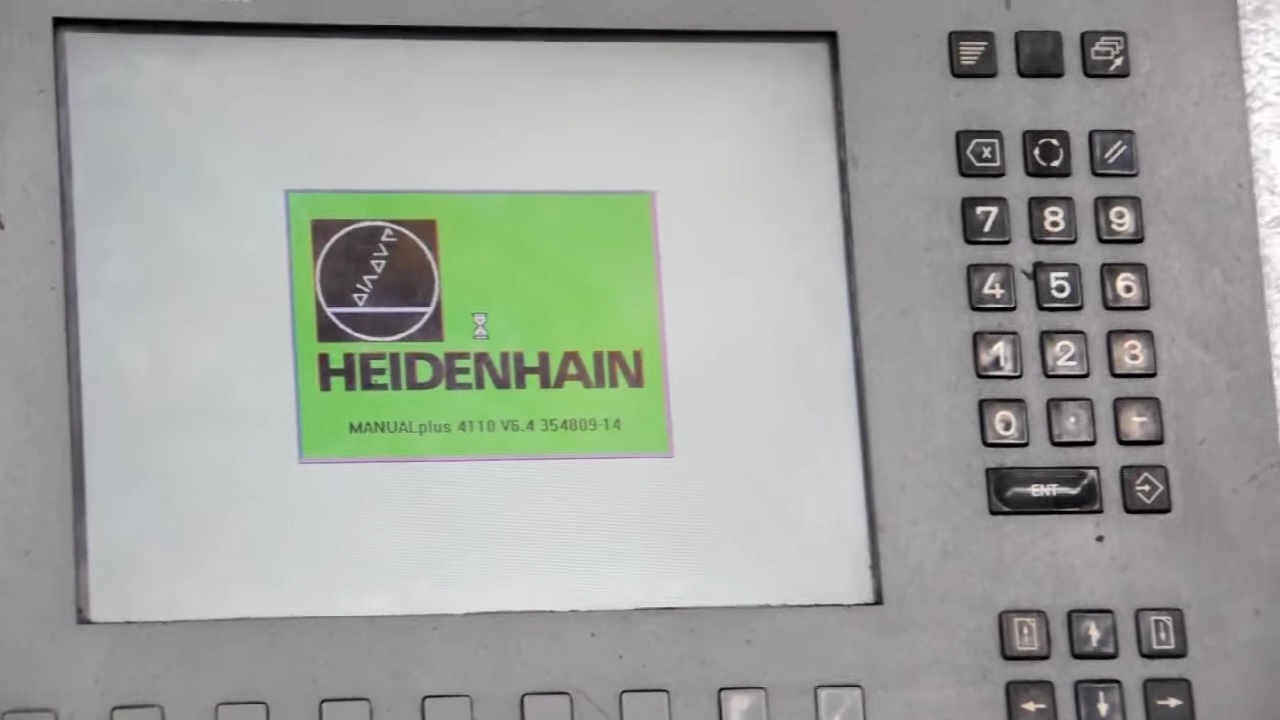 HEIDENHAIN
MANUALplus 4110 V6.4 354809-14
7 8 9
4 5 6
1 2 3
0 . -
ENT